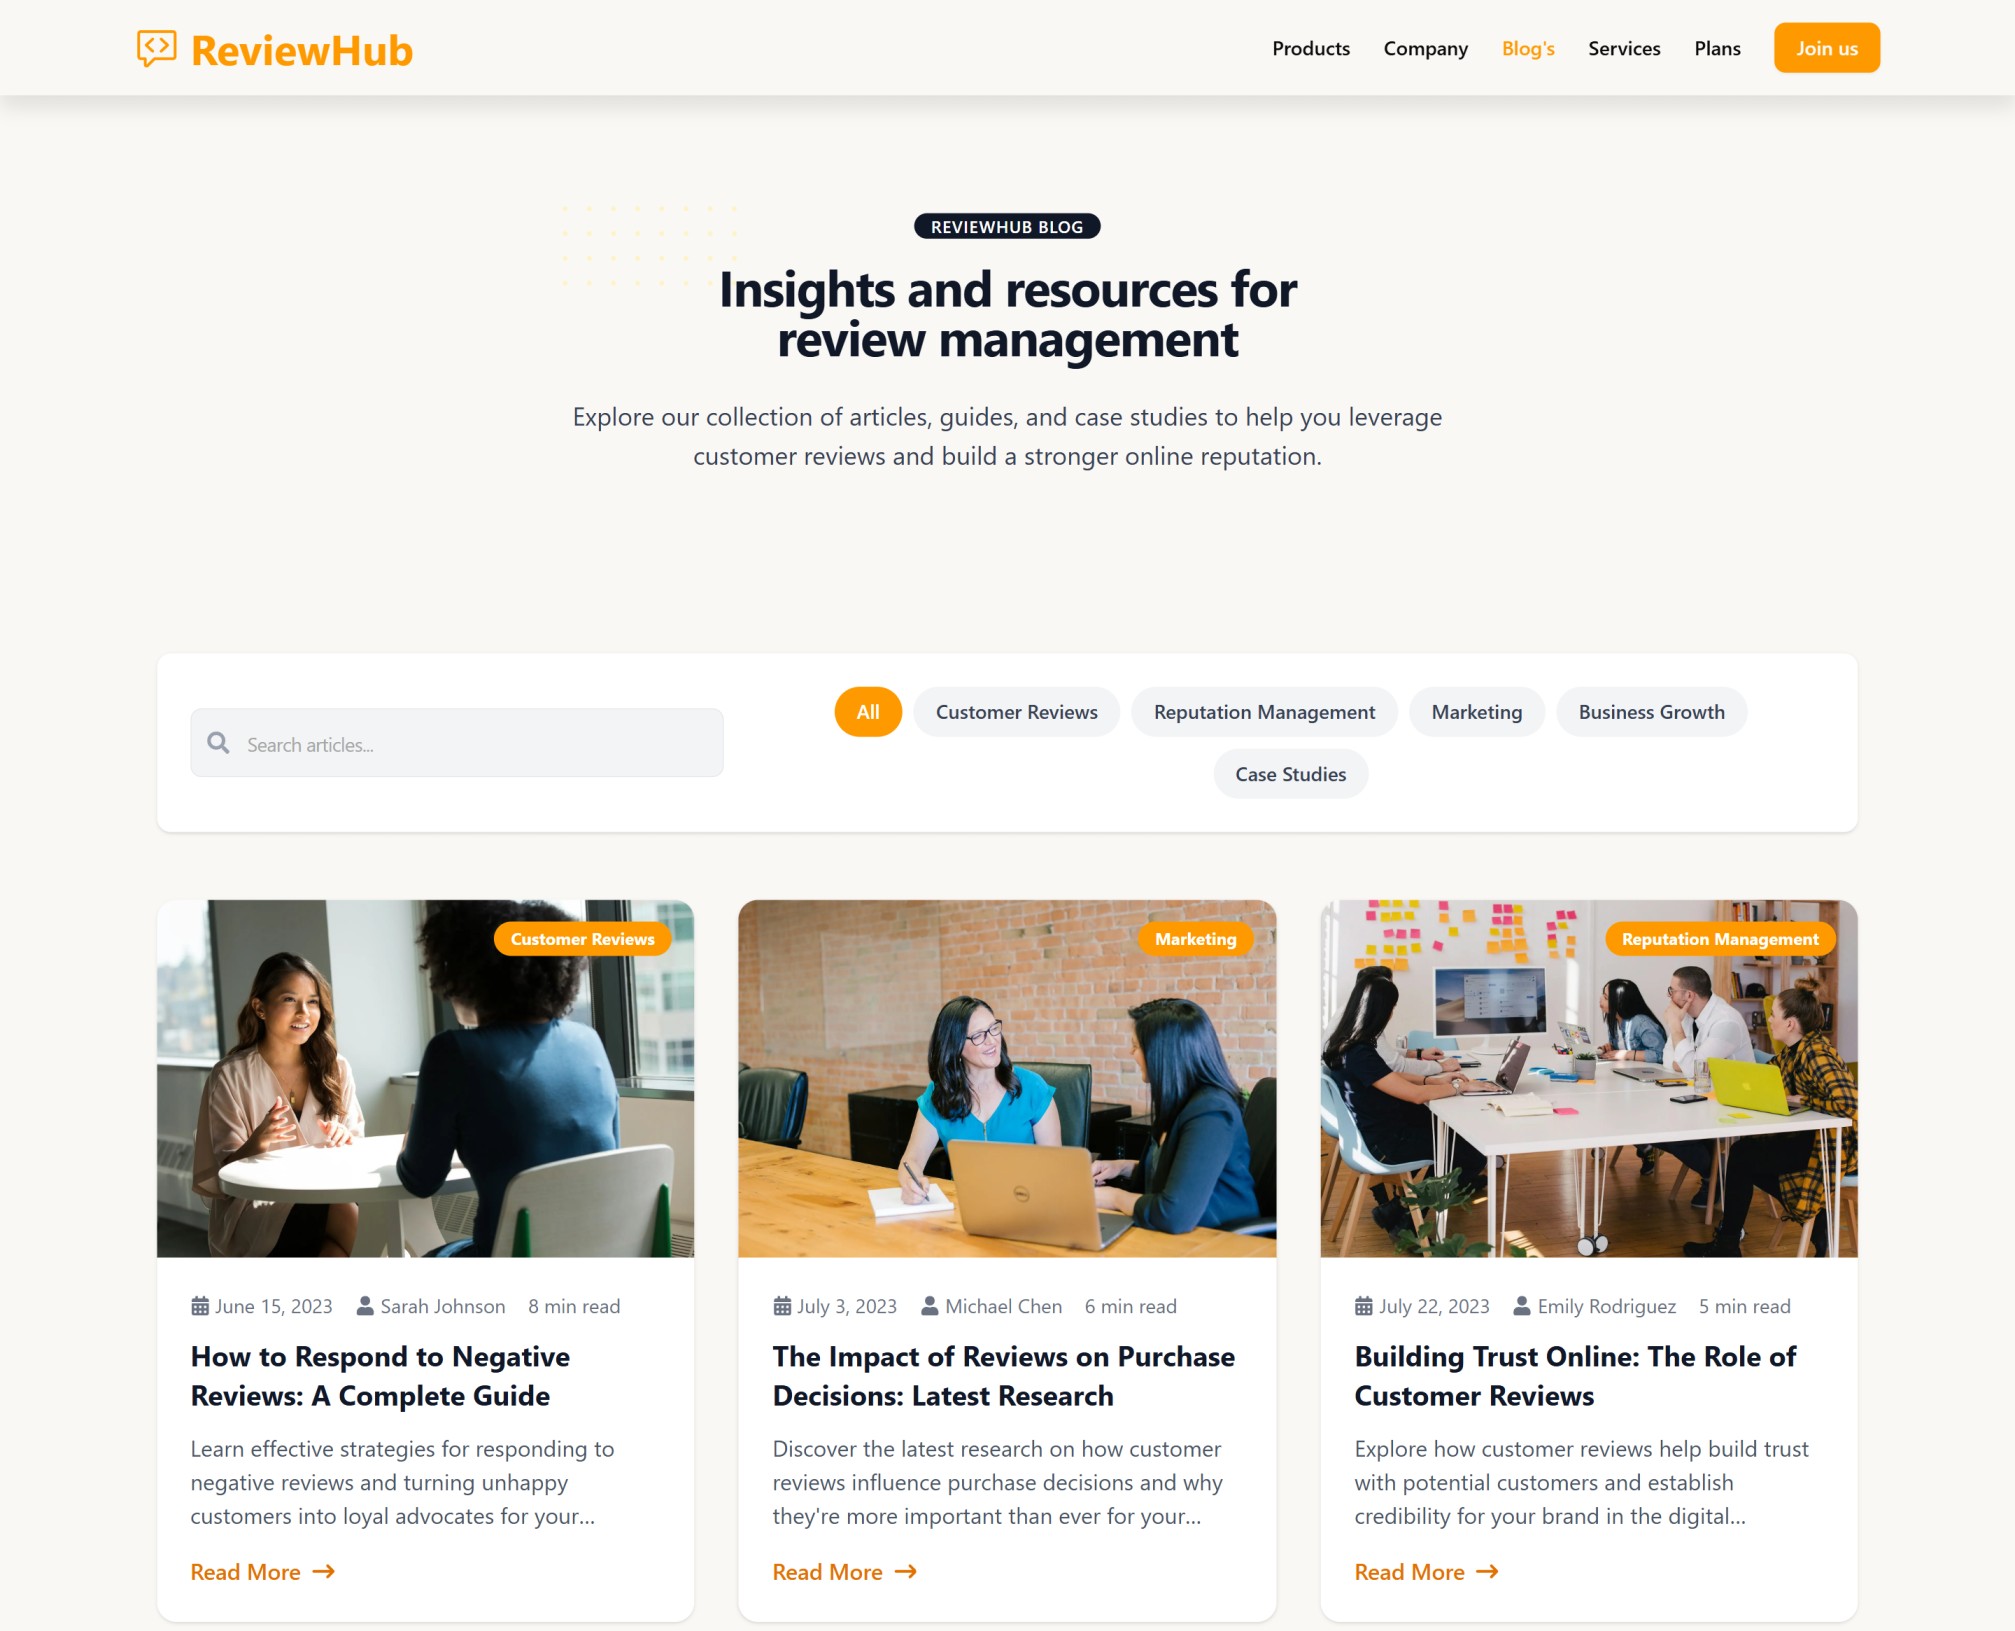 ReviewHub
Products Company Blog's Services Plans Join us
REVIEWHUB BLOG
Insights and resources for
review management
Explore our collection of articles, guides, and case studies to help you leverage
customer reviews and build a stronger online reputation.
Search articles...
All Customer Reviews Reputation Management Marketing Business Growth
Case Studies
Customer Reviews
June 15, 2023 Sarah Johnson 8 min read
How to Respond to Negative
Reviews: A Complete Guide
Learn effective strategies for responding to
negative reviews and turning unhappy
customers into loyal advocates for your...
Read More
Marketing
July 3, 2023 Michael Chen 6 min read
The Impact of Reviews on Purchase
Decisions: Latest Research
Discover the latest research on how customer
reviews influence purchase decisions and why
they're more important than ever for your...
Read More
Reputation Management
July 22, 2023 Emily Rodriguez 5 min read
Building Trust Online: The Role of
Customer Reviews
Explore how customer reviews help build trust
with potential customers and establish
credibility for your brand in the digital...
Read More